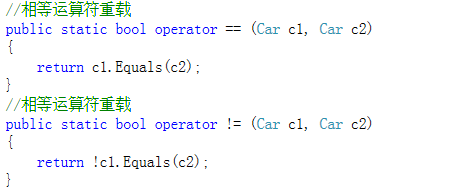 //相等运算符重载
public static bool operator == (Car c1, Car c2)
{
    return c1.Equals(c2);
}
//相等运算符重载
public static bool operator != (Car c1, Car c2)
{
    return !c1.Equals(c2);
}